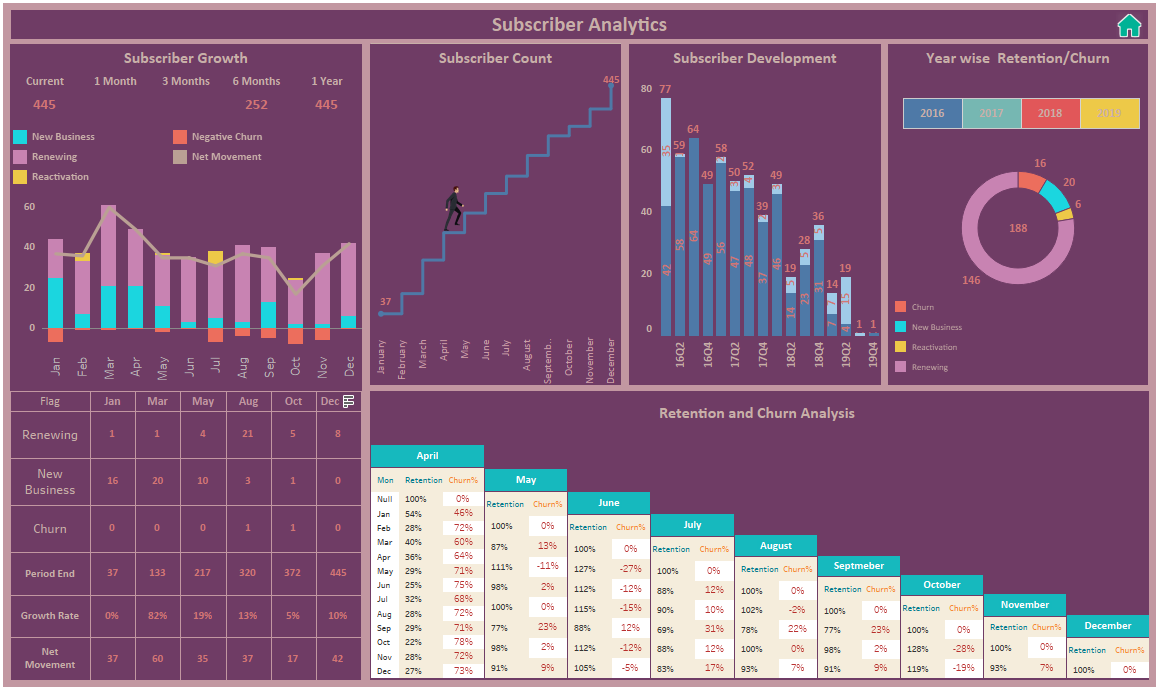 Subscriber Analytics
Subscriber Growth
Current 1 Month 3 Months 6 Months 1 Year
445 252 445
New Business Negative Churn
Renewing Net Movement
Reactivation
60
40
20
0
Jan Feb Mar Apr May Jun Jul Aug Sep Oct Nov Dec
Subscriber Count
445
37
January February March April May June July August Septemb.. October November December
Subscriber Development
80
60
40
20
0
77 59 64 49 58 50 52 39 49 19 28 36 14 19 1 1
35 5 5 7 15
42 58 64 49 56 47 48 37 46 14 23 31 7 4
16Q2 16Q4 17Q2 17Q4 18Q2 18Q4 19Q2 19Q4
Year wise Retention/Churn
2016 2017 2018 2019
16
20
6
188
146
Churn
New Business
Reactivation
Renewing
Flag Jan Mar May Aug Oct Dec
Renewing 1 1 4 21 5 8
New
Business 16 20 10 3 1 0
Churn 0 0 0 1 1 0
Period End 37 133 217 320 372 445
Growth Rate 0% 82% 19% 13% 5% 10%
Net
Movement 37 60 35 37 17 42
Retention and Churn Analysis
April
Mon Retention Churn%
Null 100% 0%
Jan 54% 46%
Feb 28% 72%
Mar 40% 60%
Apr 36% 64%
May 29% 71%
Jun 25% 75%
Jul 32% 68%
Aug 28% 72%
Sep 29% 71%
Oct 22% 78%
Nov 28% 72%
Dec 27% 73%
May
Retention Churn%
100% 0%
87% 13%
111% -11%
98% 2%
100% 0%
77% 23%
98% 2%
91% 9%
June
Retention Churn%
100% 0%
127% -27%
112% -12%
115% -15%
88% 12%
112% -12%
105% -5%
July
Retention Churn%
100% 0%
88% 12%
90% 10%
69% 31%
88% 12%
83% 17%
August
Retention Churn%
100% 0%
102% -2%
78% 22%
100% 0%
93% 7%
Septmeber
Retention Churn%
100% 0%
77% 23%
98% 2%
91% 9%
October
Retention Churn%
100% 0%
128% -28%
119% -19%
November
Retention Churn%
100% 0%
93% 7%
December
Retention Churn%
100% 0%